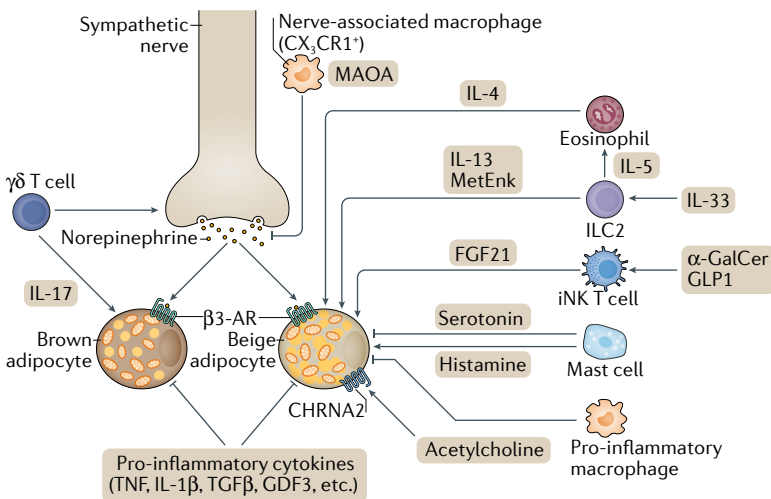 Sympathetic
nerve
Nerve-associated macrophage
(CX₃CR1⁺)
MAOA
IL-4
Eosinophil
IL-5
IL-13
MetEnk
γδ T cell
IL-33
ILC2
Norepinephrine
FGF21
α-GalCer
GLP1
iNK T cell
IL-17
β3-AR
Serotonin
Brown
adipocyte
Beige
adipocyte
Histamine
Mast cell
CHRNA2
Acetylcholine
Pro-inflammatory
macrophage
Pro-inflammatory cytokines
(TNF, IL-1β, TGFβ, GDF3, etc.)